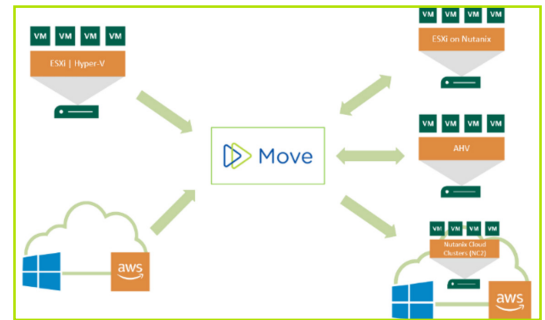 VM VM VM VM
ESXi | Hyper-V
aws
Move
VM VM VM VM
ESXi on Nutanix
VM VM VM VM
AHV
VM VM VM VM
Nutanix Cloud
Clusters (NC2)
aws